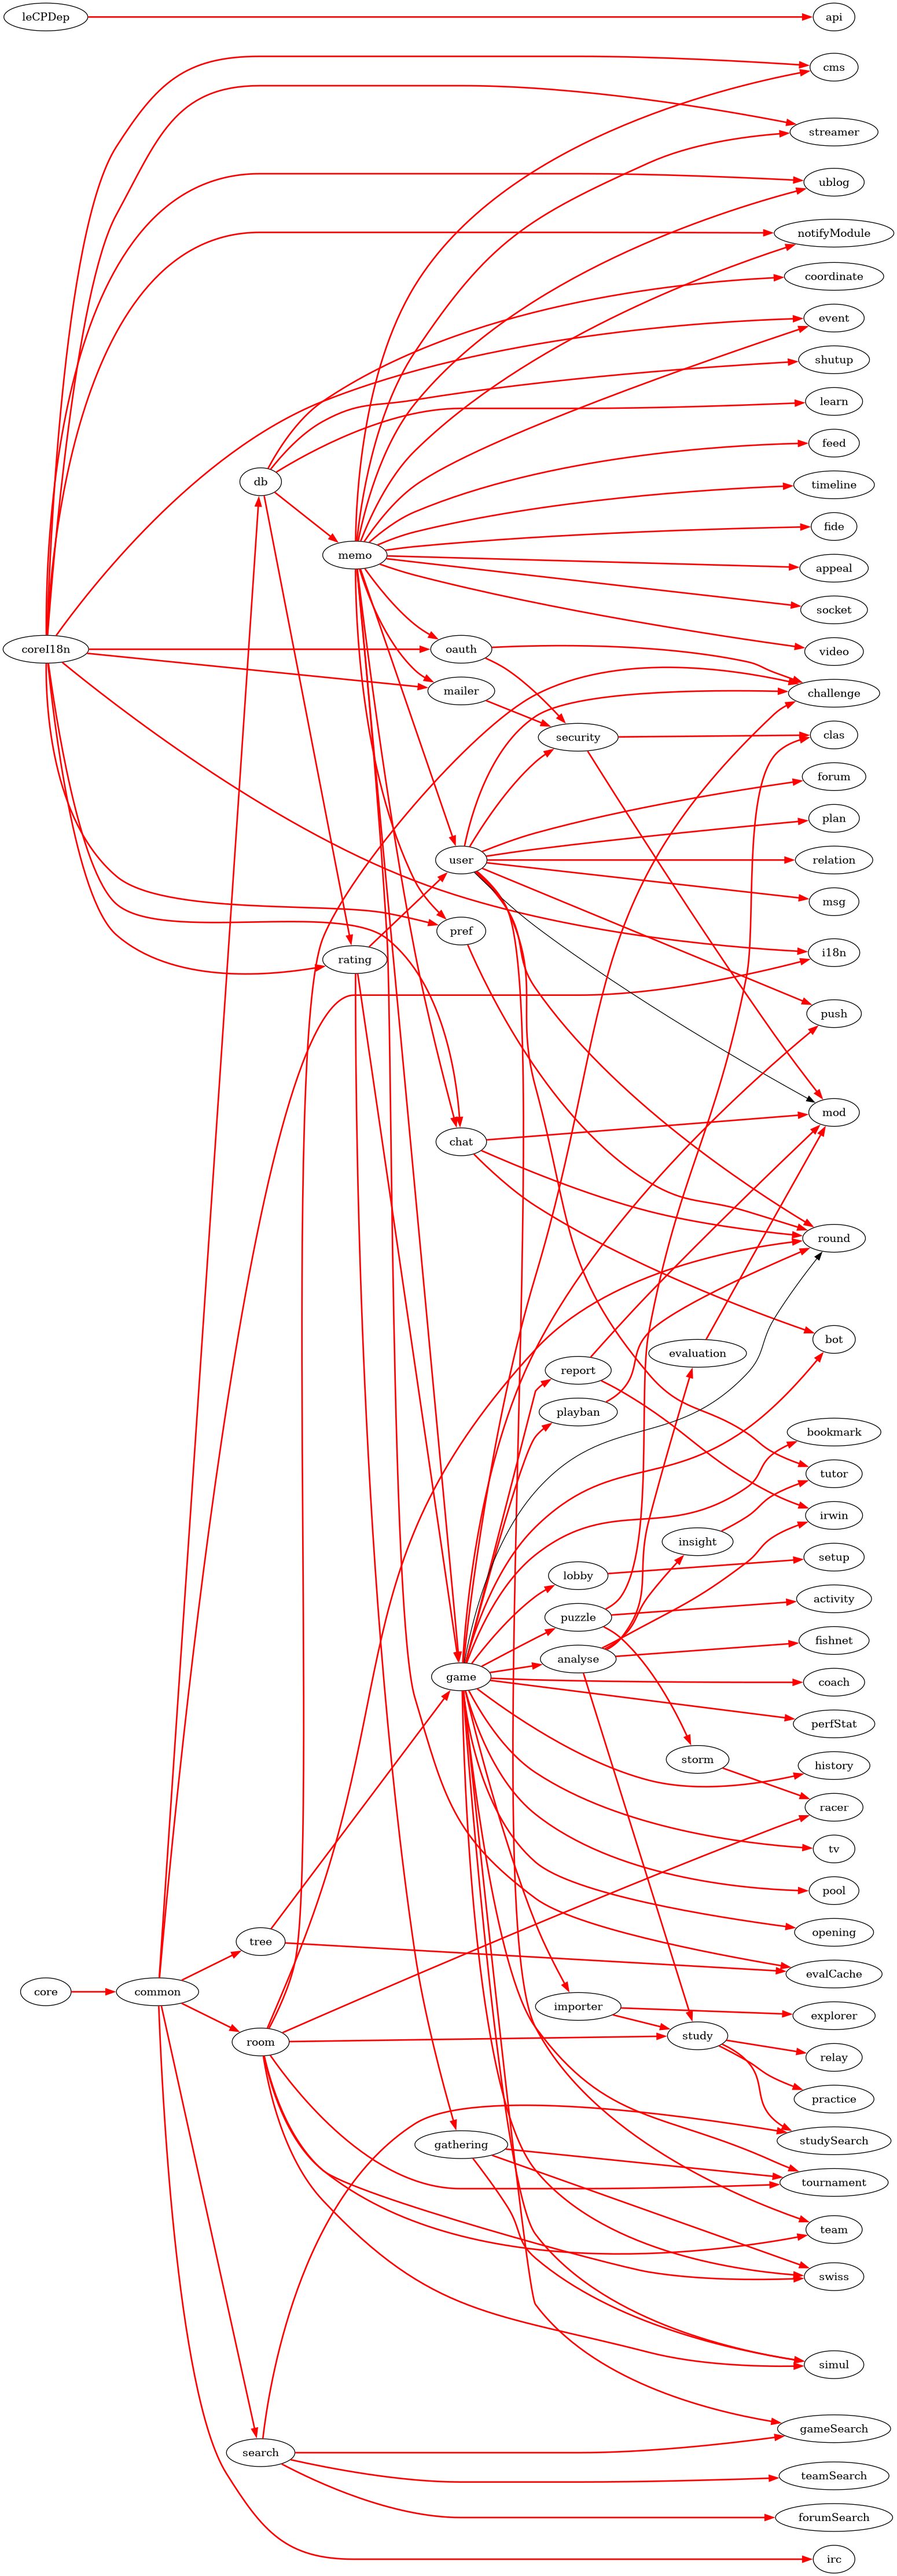 leCPDep
api
cms
streamer
ublog
notifyModule
coordinate
event
shutup
learn
feed
db
timeline
fide
memo
appeal
socket
coreI18n
oauth
video
mailer
challenge
security
clas
forum
plan
user
relation
msg
pref
i18n
rating
push
mod
chat
round
bot
evaluation
report
playban
bookmark
tutor
irwin
insight
setup
lobby
activity
puzzle
fishnet
analyse
game
coach
perfStat
storm
history
racer
tv
pool
opening
tree
evalCache
core
common
importer
explorer
study
room
relay
practice
studySearch
gathering
tournament
team
swiss
simul
gameSearch
search
teamSearch
forumSearch
irc